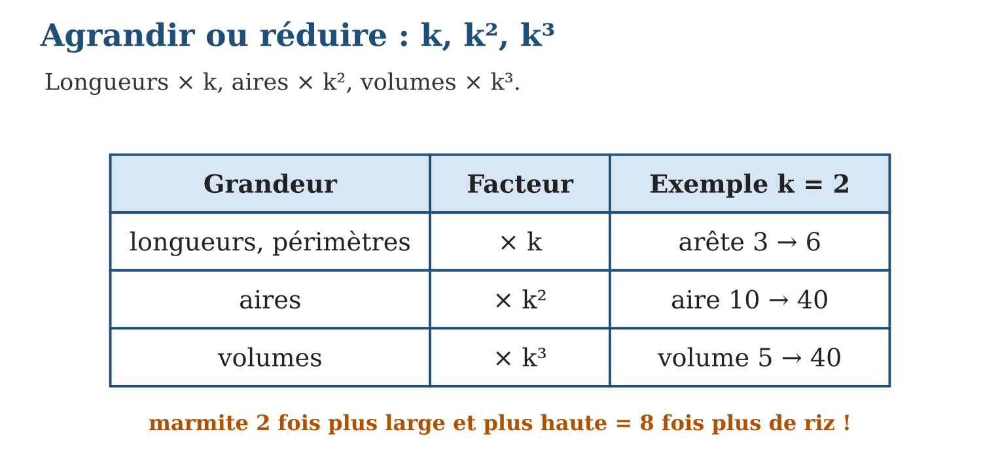 Agrandir ou réduire : k, k², k³
Longueurs × k, aires × k², volumes × k³.
Grandeur Facteur Exemple k = 2
longueurs, périmètres × k arête 3 → 6
aires × k² aire 10 → 40
volumes × k³ volume 5 → 40
marmite 2 fois plus large et plus haute = 8 fois plus de riz !